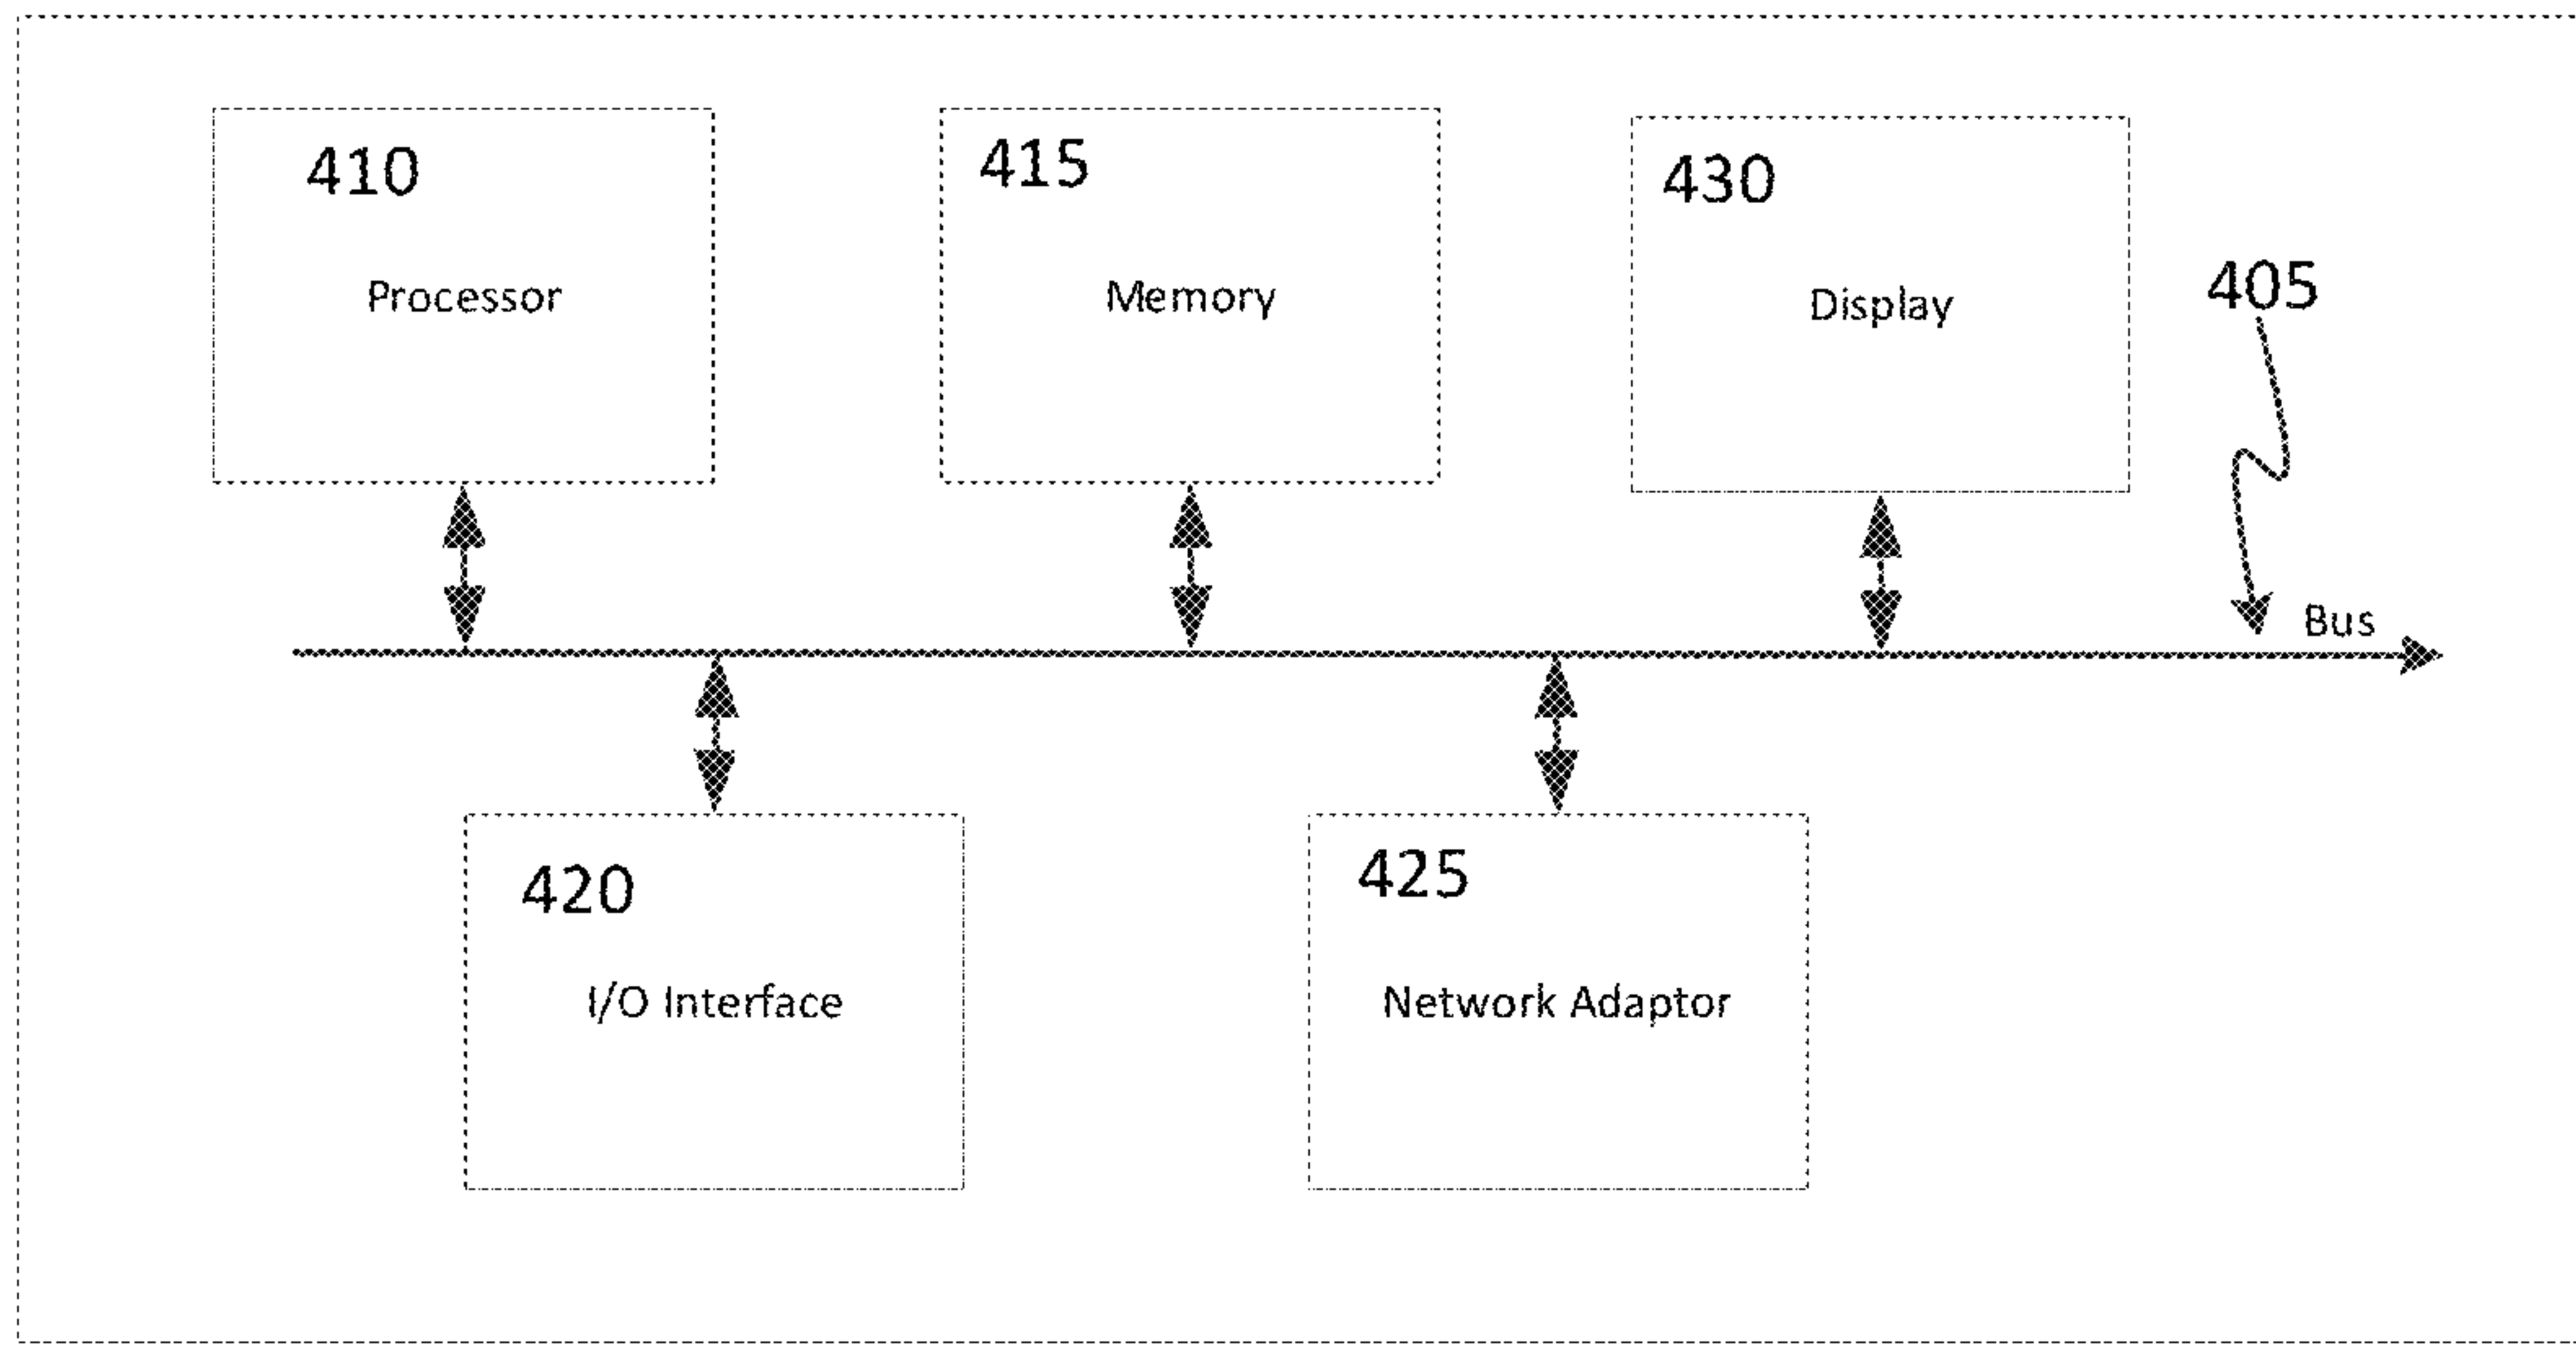 410
Processor
415
Memory
430
Display
405
Bus
420
I/O Interface
425
Network Adaptor